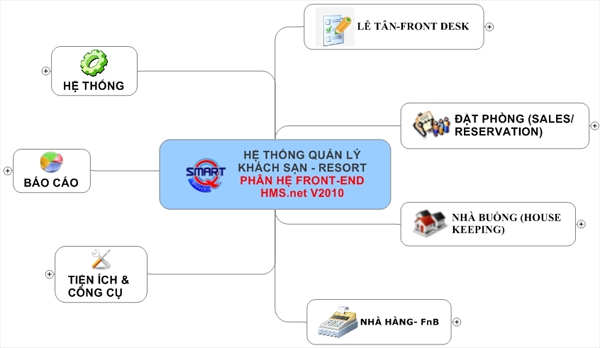 LỄ TÂN-FRONT DESK
HỆ THỐNG
ĐẶT PHÒNG (SALES/
RESERVATION)
HỆ THỐNG QUẢN LÝ
KHÁCH SẠN - RESORT
PHÂN HỆ FRONT-END
HMS.net V2010
SMART
Q
BÁO CÁO
NHÀ BUỒNG (HOUSE
KEEPING)
TIỆN ÍCH &
CÔNG CỤ
NHÀ HÀNG- FnB